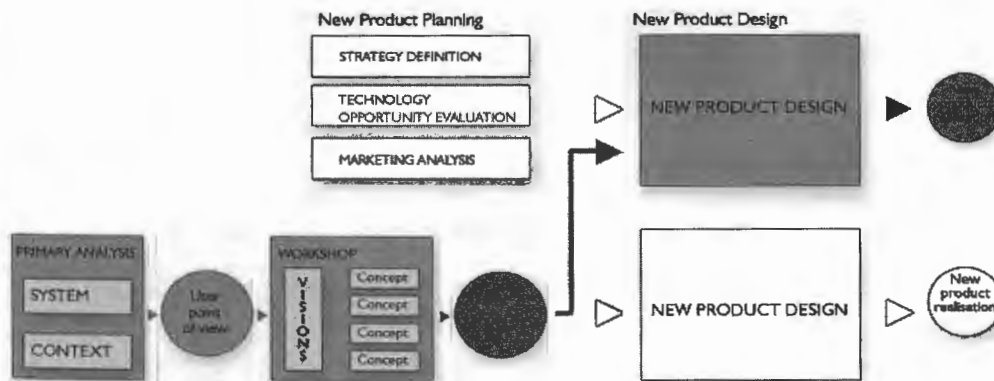 New Product Planning
New Product Design
STRATEGY DEFINITION
TECHNOLOGY
OPPORTUNITY EVALUATION
MARKETING ANALYSIS
NEW PRODUCT DESIGN
PRIMARY ANALYSIS
SYSTEM
CONTEXT
User
point
of view
WORKSHOP
VISIONS
Concept
Concept
Concept
Concept
NEW PRODUCT DESIGN
New
product
realisation